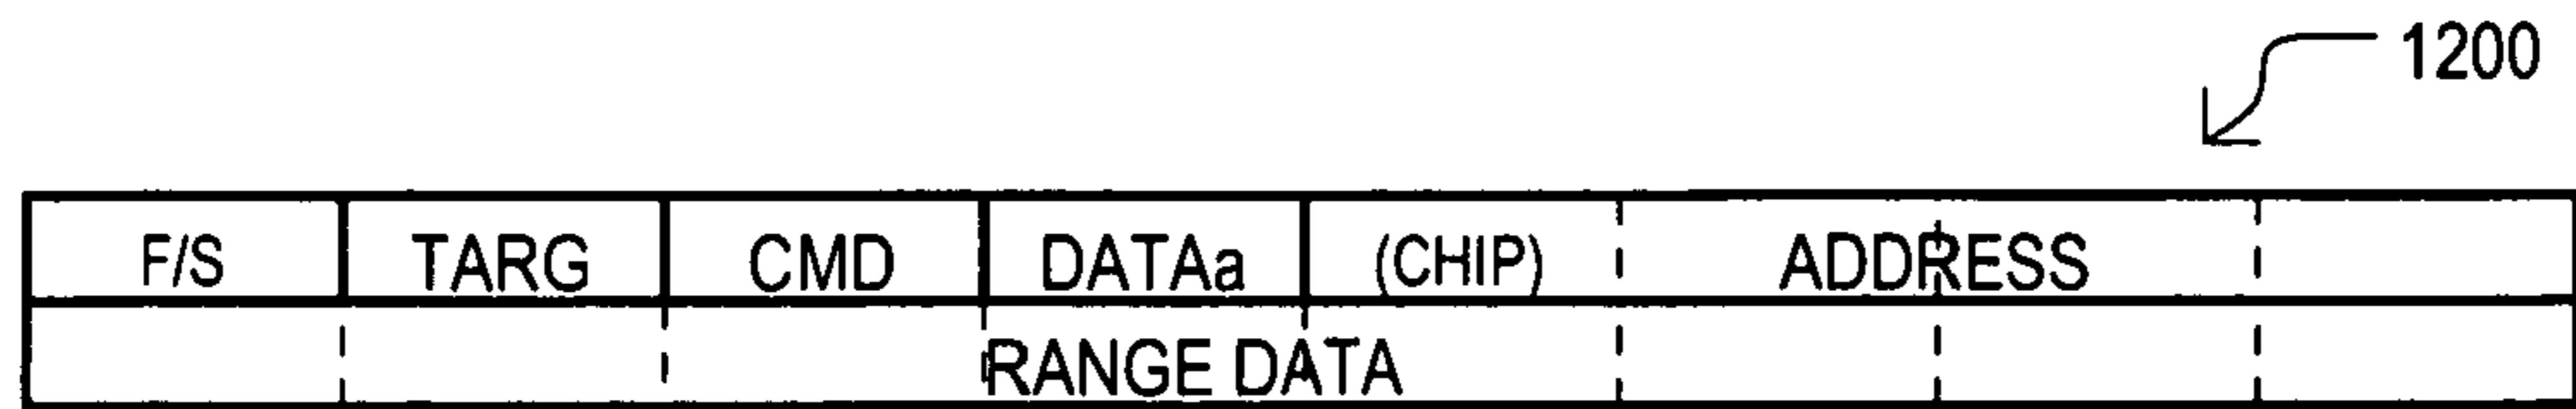 1200
F/S TARG CMD DATAa (CHIP) ADDRESS
RANGE DATA